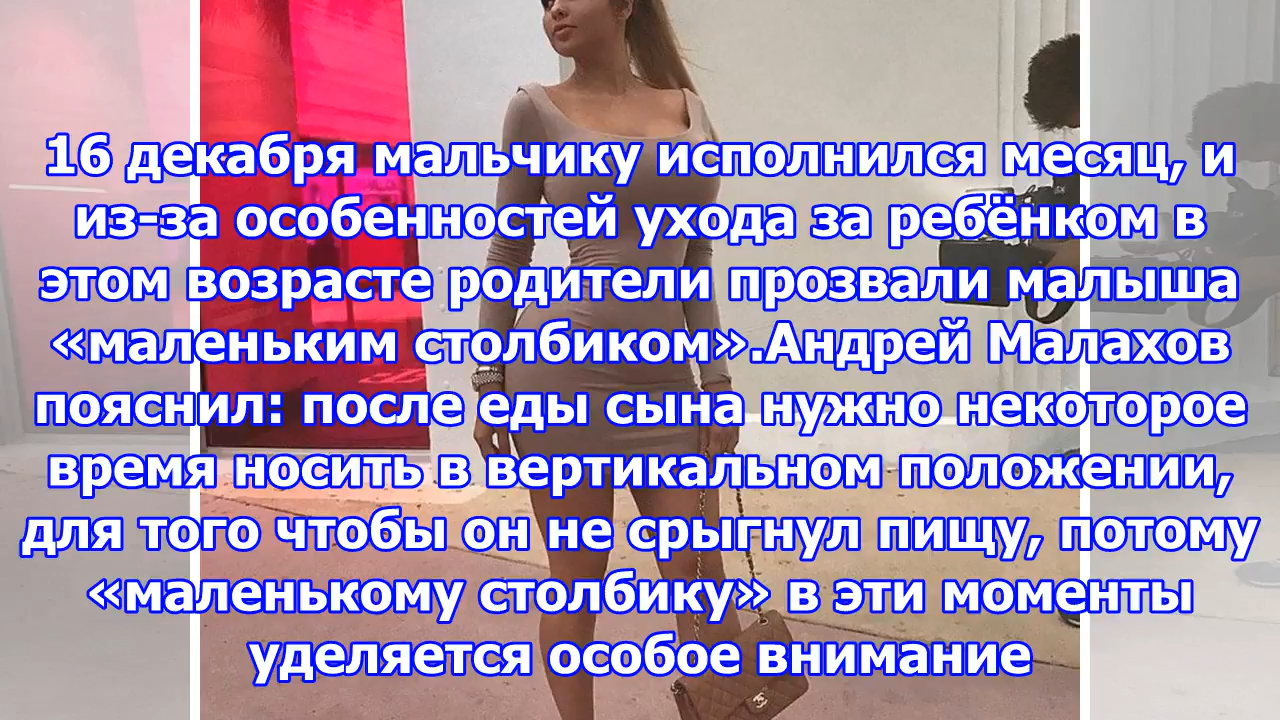 16 декабря мальчику исполнился месяц, и
из-за особенностей ухода за ребёнком в
этом возрасте родители прозвали малыша
«маленьким столбиком».Андрей Малахов
пояснил: после еды сына нужно некоторое
время носить в вертикальном положении,
для того чтобы он не срыгнул пищу, потому
«маленькому столбику» в эти моменты
уделяется особое внимание